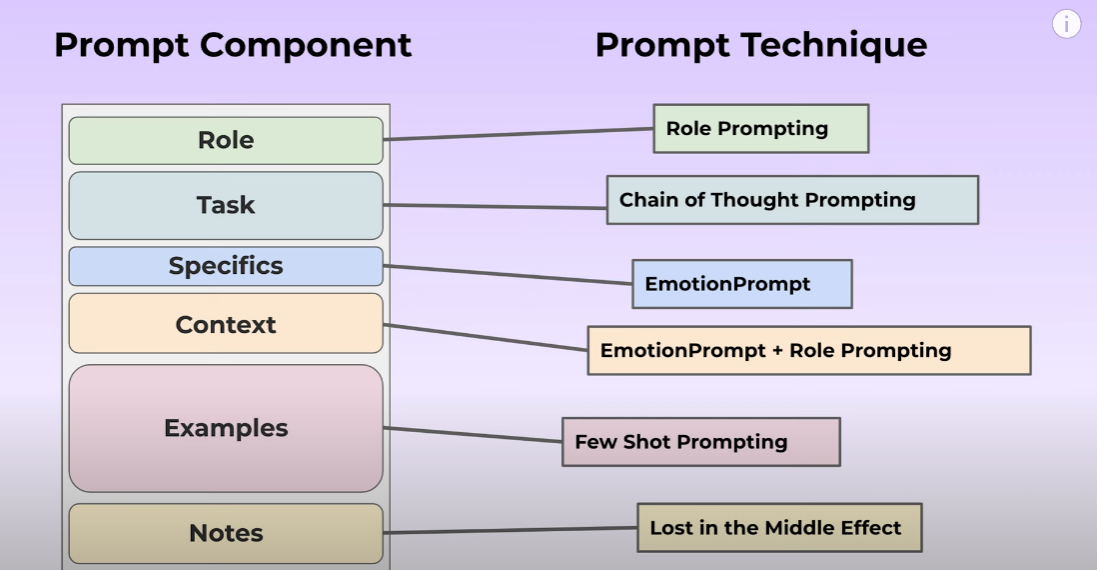 Prompt Component
Prompt Technique
i
Role
Role Prompting
Task
Chain of Thought Prompting
Specifics
EmotionPrompt
Context
EmotionPrompt + Role Prompting
Examples
Few Shot Prompting
Notes
Lost in the Middle Effect